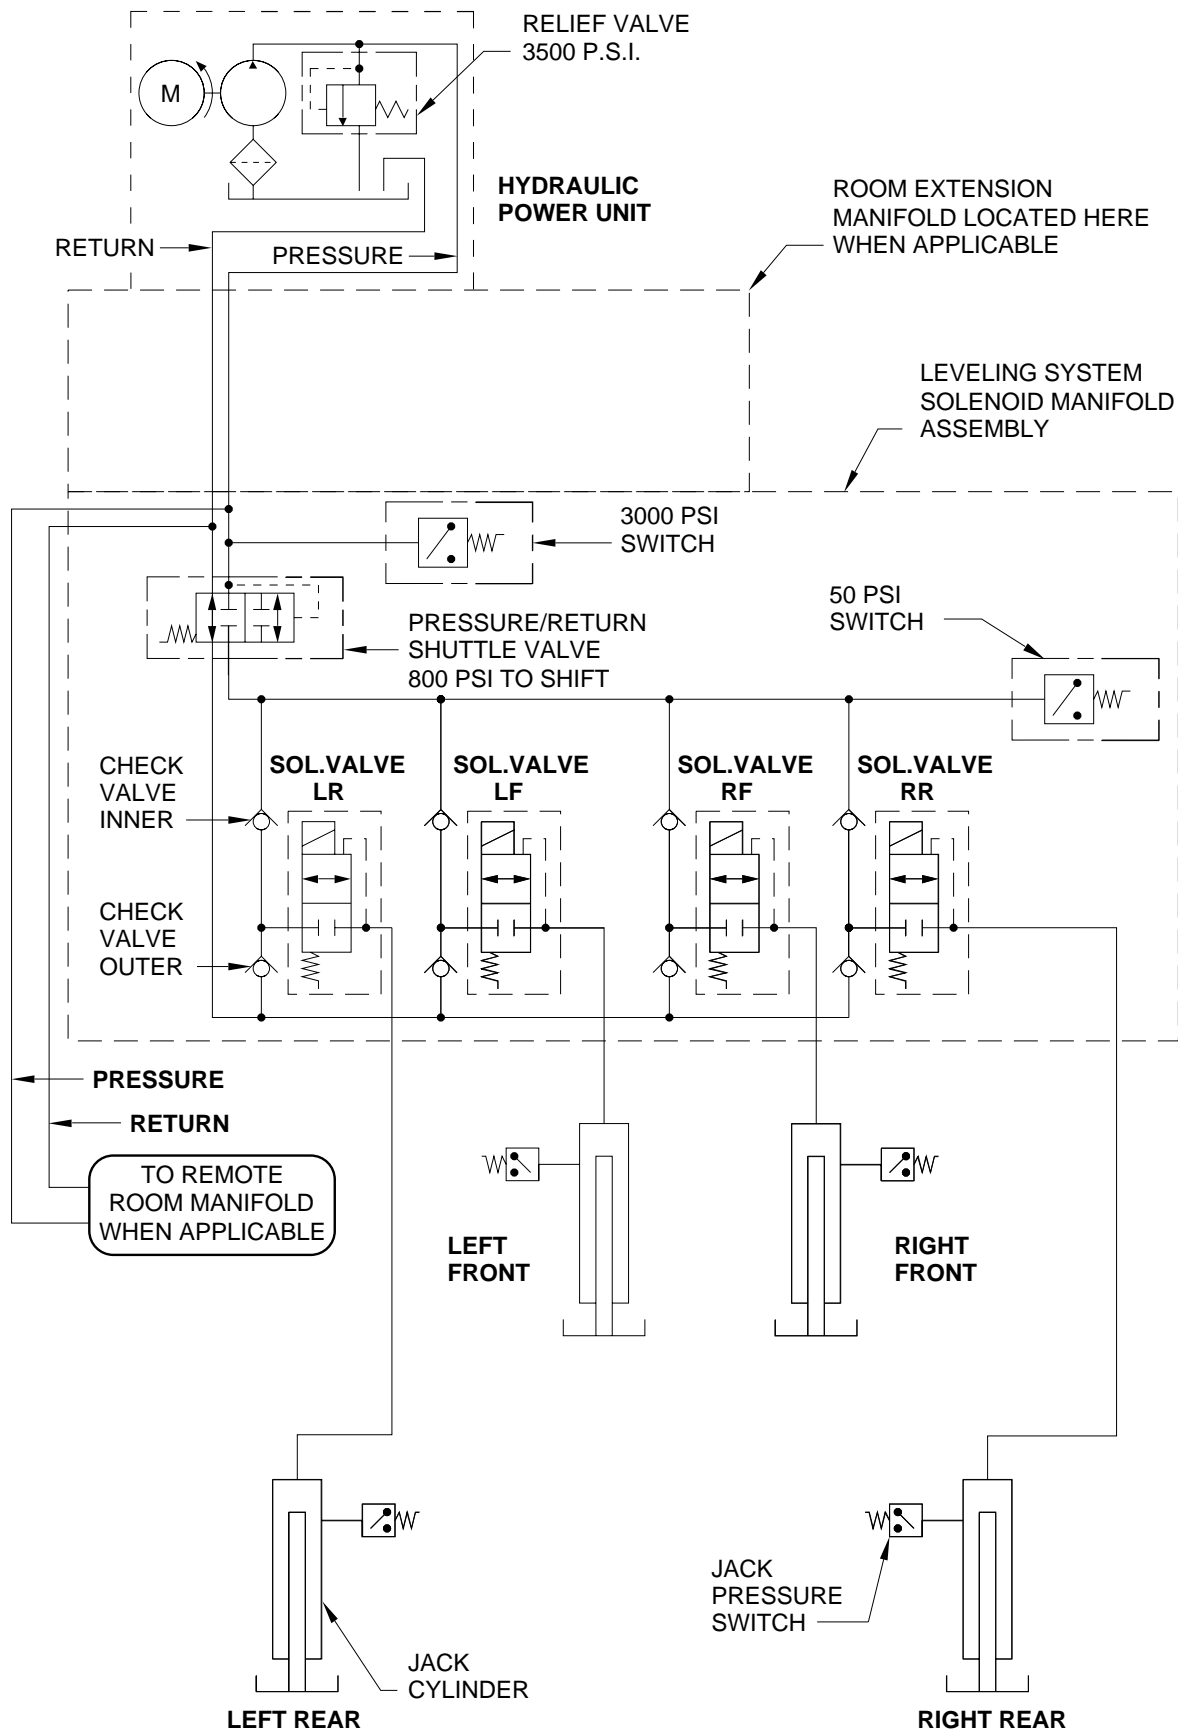 RELIEF VALVE
3500 P.S.I.
M
HYDRAULIC
POWER UNIT
ROOM EXTENSION
MANIFOLD LOCATED HERE
WHEN APPLICABLE
RETURN
PRESSURE
LEVELING SYSTEM
SOLENOID MANIFOLD
ASSEMBLY
3000 PSI
SWITCH
50 PSI
SWITCH
PRESSURE/RETURN
SHUTTLE VALVE
800 PSI TO SHIFT
CHECK
VALVE
INNER
SOL.VALVE
LR
SOL.VALVE
LF
SOL.VALVE
RF
SOL.VALVE
RR
CHECK
VALVE
OUTER
PRESSURE
RETURN
TO REMOTE
ROOM MANIFOLD
WHEN APPLICABLE
LEFT
FRONT
RIGHT
FRONT
JACK
PRESSURE
SWITCH
JACK
CYLINDER
LEFT REAR
RIGHT REAR